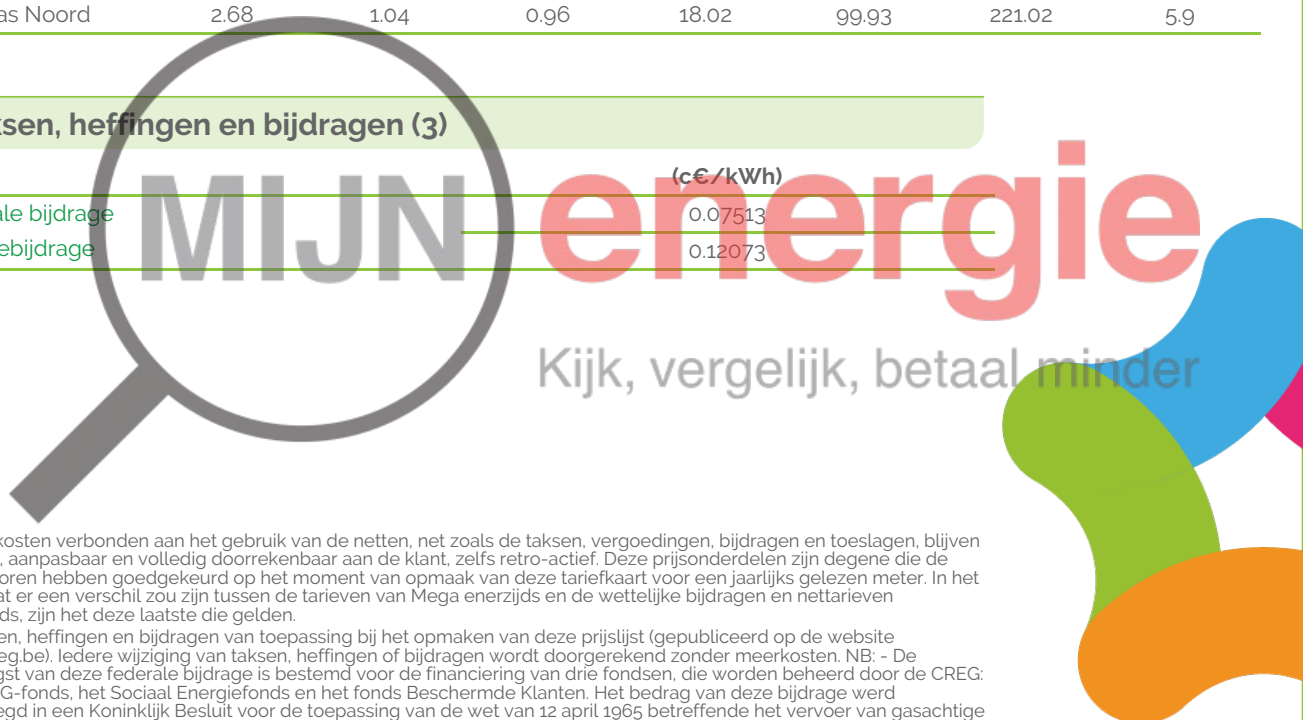 as Noord 2.68 1.04 0.96 18.02 99.93 221.02 5.9
sen, heffingen en bijdragen (3)
(c€/kWh)
ale bijdrage 0.07513
ebijdrage 0.12073
MIJN energie
Kijk, vergelijk, betaal minder
kosten verbonden aan het gebruik van de netten, net zoals de taksen, vergoedingen, bijdragen en toeslagen, blijven
, aanpasbaar en volledig doorrekenbaar aan de klant, zelfs retro-actief. Deze prijsonderdelen zijn degene die de
oren hebben goedgekeurd op het moment van opmaak van deze tariefkaart voor een jaarlijks gelezen meter. In het
at er een verschil zou zijn tussen de tarieven van Mega enerzijds en de wettelijke bijdragen en nettarieven
ds, zijn het deze laatste die gelden.
en, heffingen en bijdragen van toepassing bij het opmaken van deze prijslijst (gepubliceerd op de website
eg.be). Iedere wijziging van taksen, heffingen of bijdragen wordt doorgerekend zonder meerkosten. NB: - De
gst van deze federale bijdrage is bestemd voor de financiering van drie fondsen, die worden beheerd door de CREG:
G-fonds, het Sociaal Energiefonds en het fonds Beschermde Klanten. Het bedrag van deze bijdrage werd
egd in een Koninklijk Besluit voor de toepassing van de wet van 12 april 1965 betreffende het vervoer van gasachtige